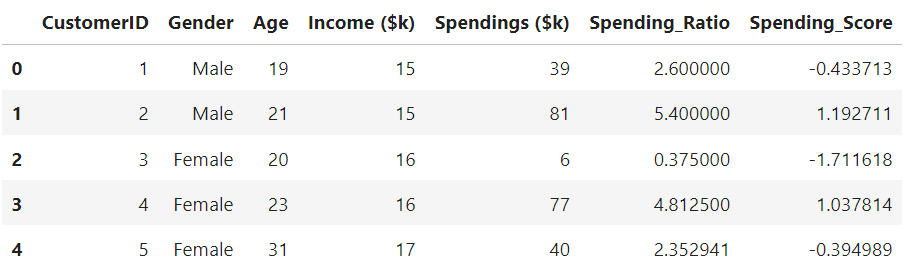 CustomerID Gender Age Income ($k) Spendings ($k) Spending_Ratio Spending_Score
0 1 Male 19 15 39 2.600000 -0.433713
1 2 Male 21 15 81 5.400000 1.192711
2 3 Female 20 16 6 0.375000 -1.711618
3 4 Female 23 16 77 4.812500 1.037814
4 5 Female 31 17 40 2.352941 -0.394989